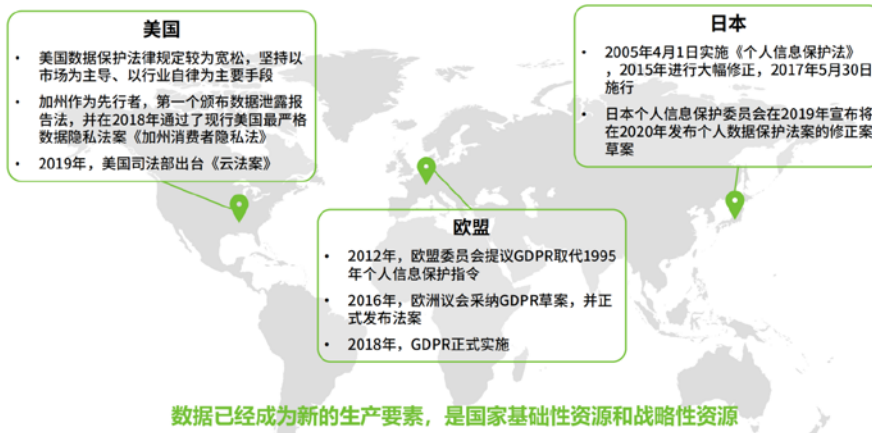 美国
• 美国数据保护法律规定较为宽松，坚持以
市场为主导、以行业自律为主要手段
• 加州作为先行者，第一个颁布数据泄露报
告法，并在2018年通过了现行美国最严格
数据隐私法案《加州消费者隐私法》
• 2019年，美国司法部出台《云法案》
日本
• 2005年4月1日实施《个人信息保护法》
，2015年进行大幅修正，2017年5月30日
施行
• 日本个人信息保护委员会在2019年宣布将
在2020年发布个人数据保护法案的修正案
草案
欧盟
• 2012年，欧盟委员会提议GDPR取代1995
年个人信息保护指令
• 2016年，欧洲议会采纳GDPR草案，并正
式发布法案
• 2018年，GDPR正式实施
数据已经成为新的生产要素，是国家基础性资源和战略性资源